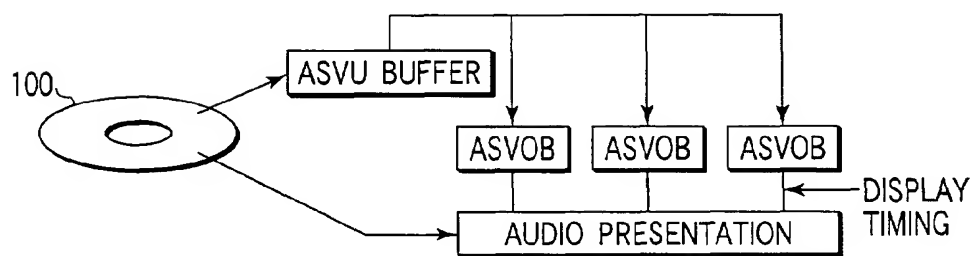 100
ASVU BUFFER
ASVOB
ASVOB
ASVOB
DISPLAY
TIMING
AUDIO PRESENTATION